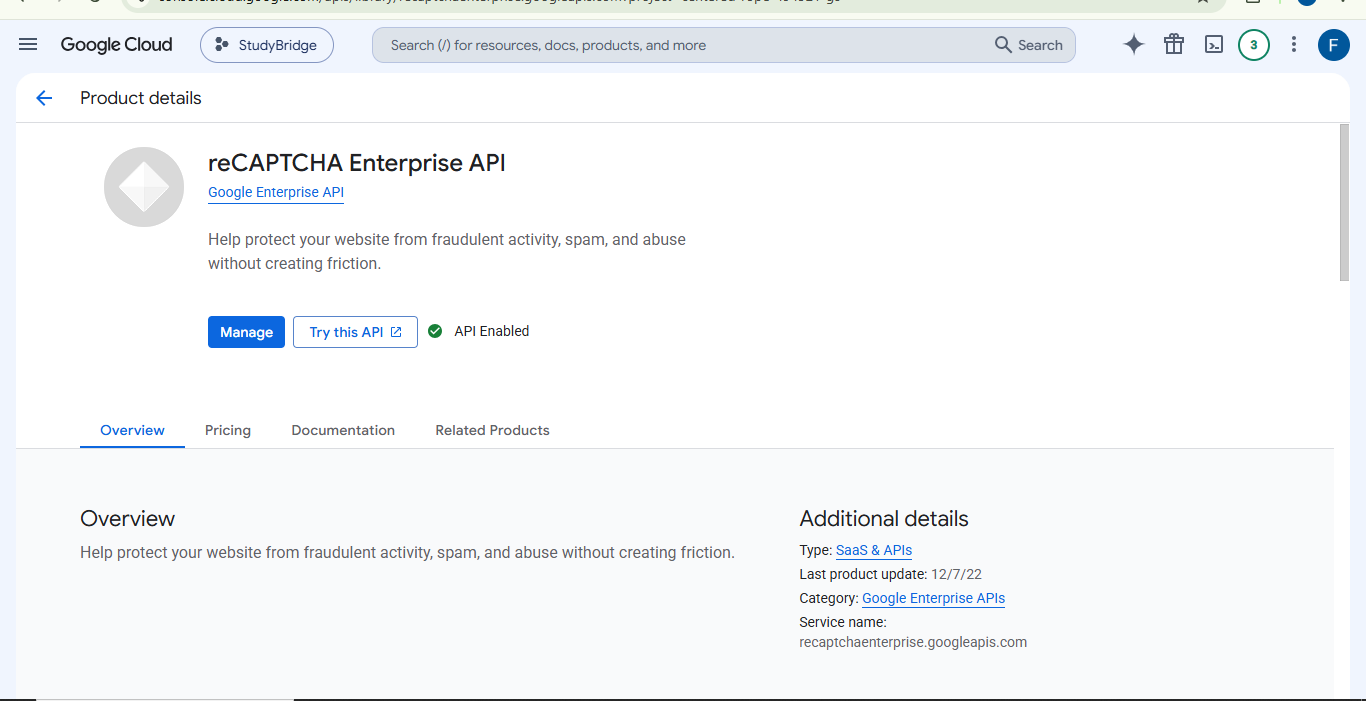 Google Cloud
StudyBridge
Search (/) for resources, docs, products, and more
Search
3
F
Product details
reCAPTCHA Enterprise API
Google Enterprise API
Help protect your website from fraudulent activity, spam, and abuse
without creating friction.
Manage
Try this API
API Enabled
Overview
Pricing
Documentation
Related Products
Overview
Help protect your website from fraudulent activity, spam, and abuse without creating friction.
Additional details
Type: SaaS & APIs
Last product update: 12/7/22
Category: Google Enterprise APIs
Service name:
recaptchaenterprise.googleapis.com